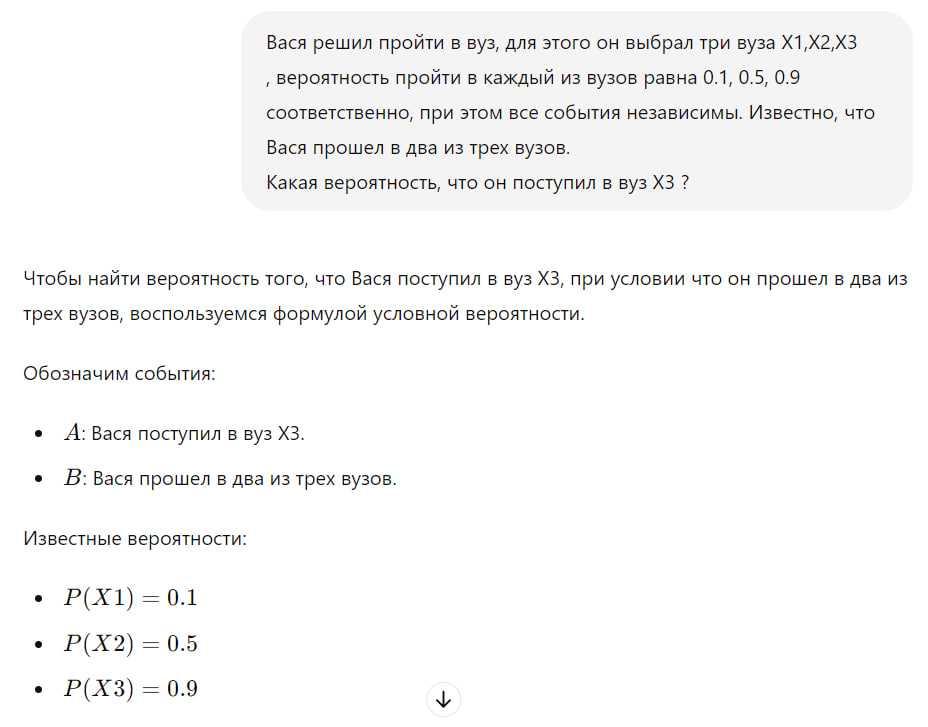 Вася решил пройти в вуз, для этого он выбрал три вуза X1,X2,X3
, вероятность пройти в каждый из вузов равна 0.1, 0.5, 0.9
соответственно, при этом все события независимы. Известно, что
Вася прошел в два из трех вузов.
Какая вероятность, что он поступил в вуз X3 ?
Чтобы найти вероятность того, что Вася поступил в вуз X3, при условии что он прошел в два из
трех вузов, воспользуемся формулой условной вероятности.
Обозначим события:
• A: Вася поступил в вуз X3.
• B: Вася прошел в два из трех вузов.
Известные вероятности:
• P(X1) = 0.1
• P(X2) = 0.5
• P(X3) = 0.9